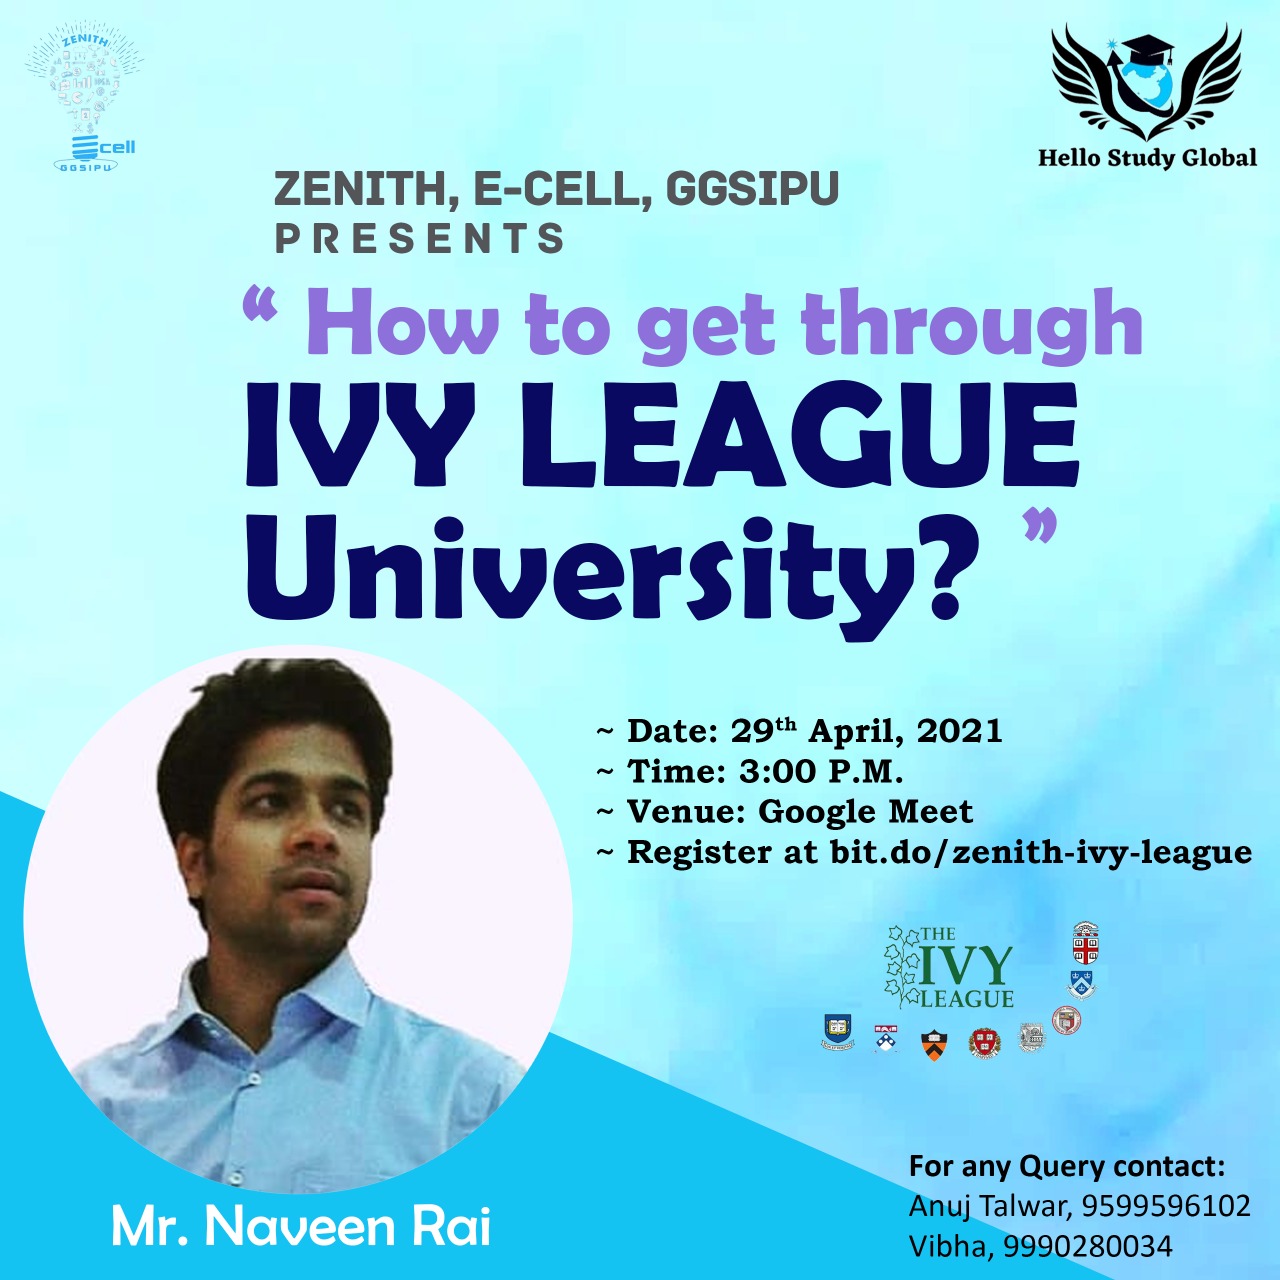 ZENITH
Ecell
GGSIPU
Hello Study Global
ZENITH, E-CELL, GGSIPU
PRESENTS
“ How to get through
IVY LEAGUE
University? ”
~ Date: 29th April, 2021
~ Time: 3:00 P.M.
~ Venue: Google Meet
~ Register at bit.do/zenith-ivy-league
THE
IVY
LEAGUE
For any Query contact:
Anuj Talwar, 9599596102
Vibha, 9990280034
Mr. Naveen Rai